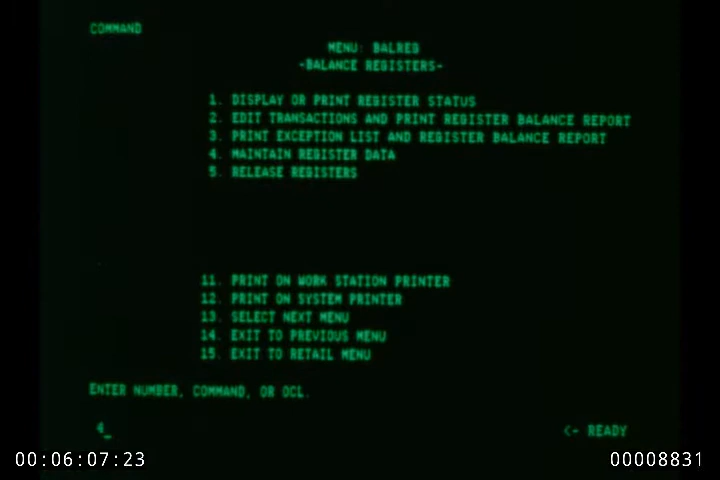 COMMAND
MENU: BALREG
-BALANCE REGISTERS-
1. DISPLAY OR PRINT REGISTER STATUS
2. EDIT TRANSACTIONS AND PRINT REGISTER BALANCE REPORT
3. PRINT EXCEPTION LIST AND REGISTER BALANCE REPORT
4. MAINTAIN REGISTER DATA
5. RELEASE REGISTERS
11. PRINT ON WORK STATION PRINTER
12. PRINT ON SYSTEM PRINTER
13. SELECT NEXT MENU
14. EXIT TO PREVIOUS MENU
15. EXIT TO RETAIL MENU
ENTER NUMBER, COMMAND, OR OCL.
4_ <- READY
00:06:07:23 00008831